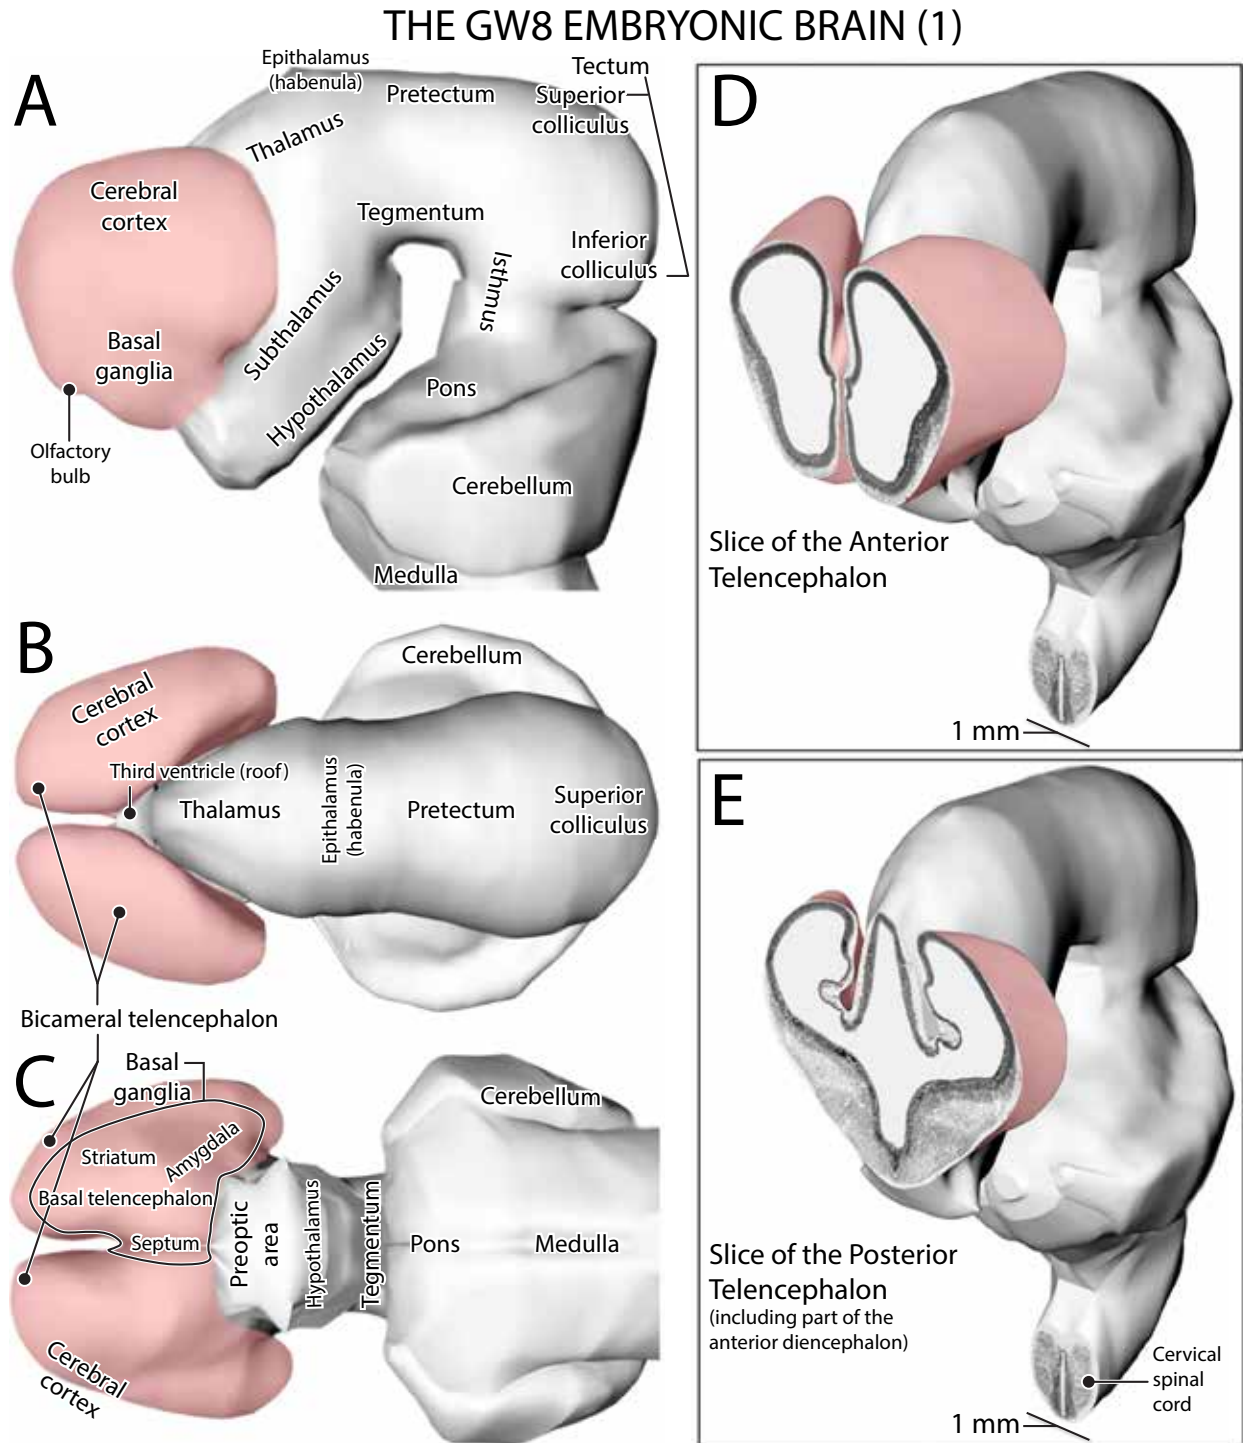 THE GW8 EMBRYONIC BRAIN (1)
A
Epithalamus
(habenula)
Pretectum
Tectum
Superior
colliculus
Thalamus
Cerebral
cortex
Tegmentum
Inferior
colliculus
Isthmus
Subthalamus
Hypothalamus
Basal
ganglia
Pons
Olfactory
bulb
Cerebellum
Medulla
B
Cerebellum
Cerebral
cortex
Third ventricle (roof)
Thalamus
Epithalamus
(habenula)
Pretectum
Superior
colliculus
Bicameral telencephalon
C
Basal
ganglia
Cerebellum
Striatum
Amygdala
Basal telencephalon
Septum
Preoptic
area
Hypothalamus
Tegmentum
Pons
Medulla
Cerebral
cortex
D
Slice of the Anterior
Telencephalon
1 mm
E
Slice of the Posterior
Telencephalon
(including part of the
anterior diencephalon)
Cervical
spinal
cord
1 mm